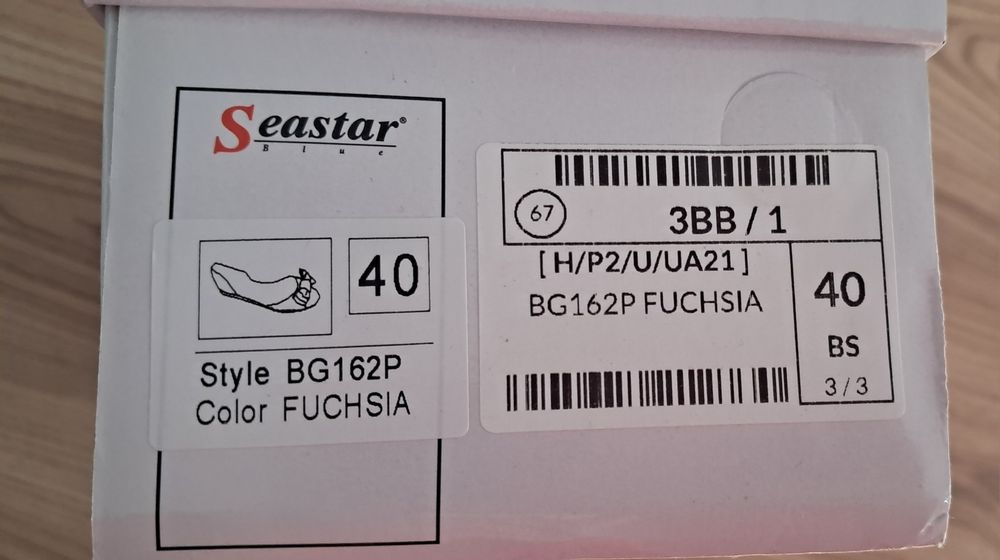 Seastar®
Blue
40
Style BG162P
Color FUCHSIA
67
3BB / 1
[H/P2/U/UA21]
BG162P FUCHSIA
40
BS
3/3